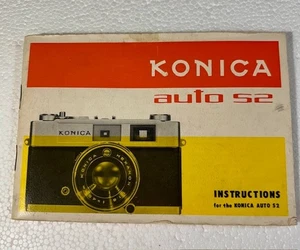 KONICA
auto S2
KONICA
INSTRUCTIONS
for the KONICA AUTO S2